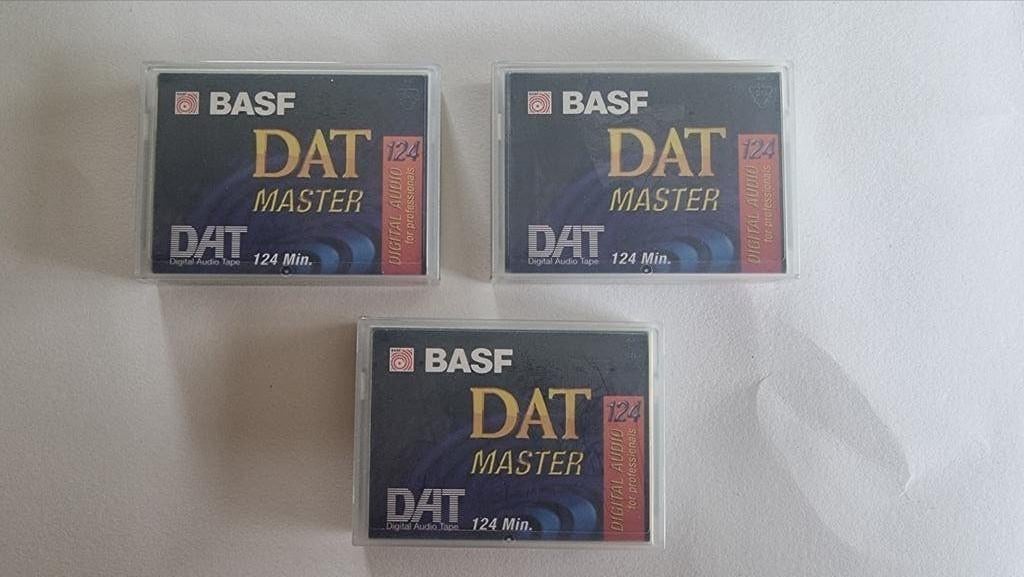 BASF
DAT
MASTER
124
DIGITAL AUDIO
for professionals
DAT
Digital Audio Tape
124 Min.
BASF
DAT
MASTER
124
DIGITAL AUDIO
for professionals
DAT
Digital Audio Tape
124 Min.
BASF
DAT
MASTER
124
DIGITAL AUDIO
for professionals
DAT
Digital Audio Tape
124 Min.